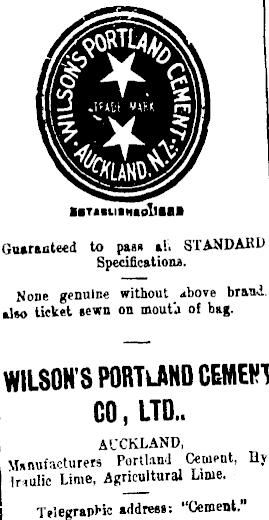 WILSON'S PORTLAND CEMENT
TRADE MARK
AUCKLAND. N.Z.
ESTABLISHED
Guaranteed to pass all STANDARD
Specifications.
None genuine without above brand.
also ticket sewn on mouth of bag.
WILSON'S PORTLAND CEMENT
CO, LTD..
AUCKLAND,
Manufacturers Portland Cement, Hy
draulic Lime, Agricultural Lime.
Telegraphic address: "Cement."